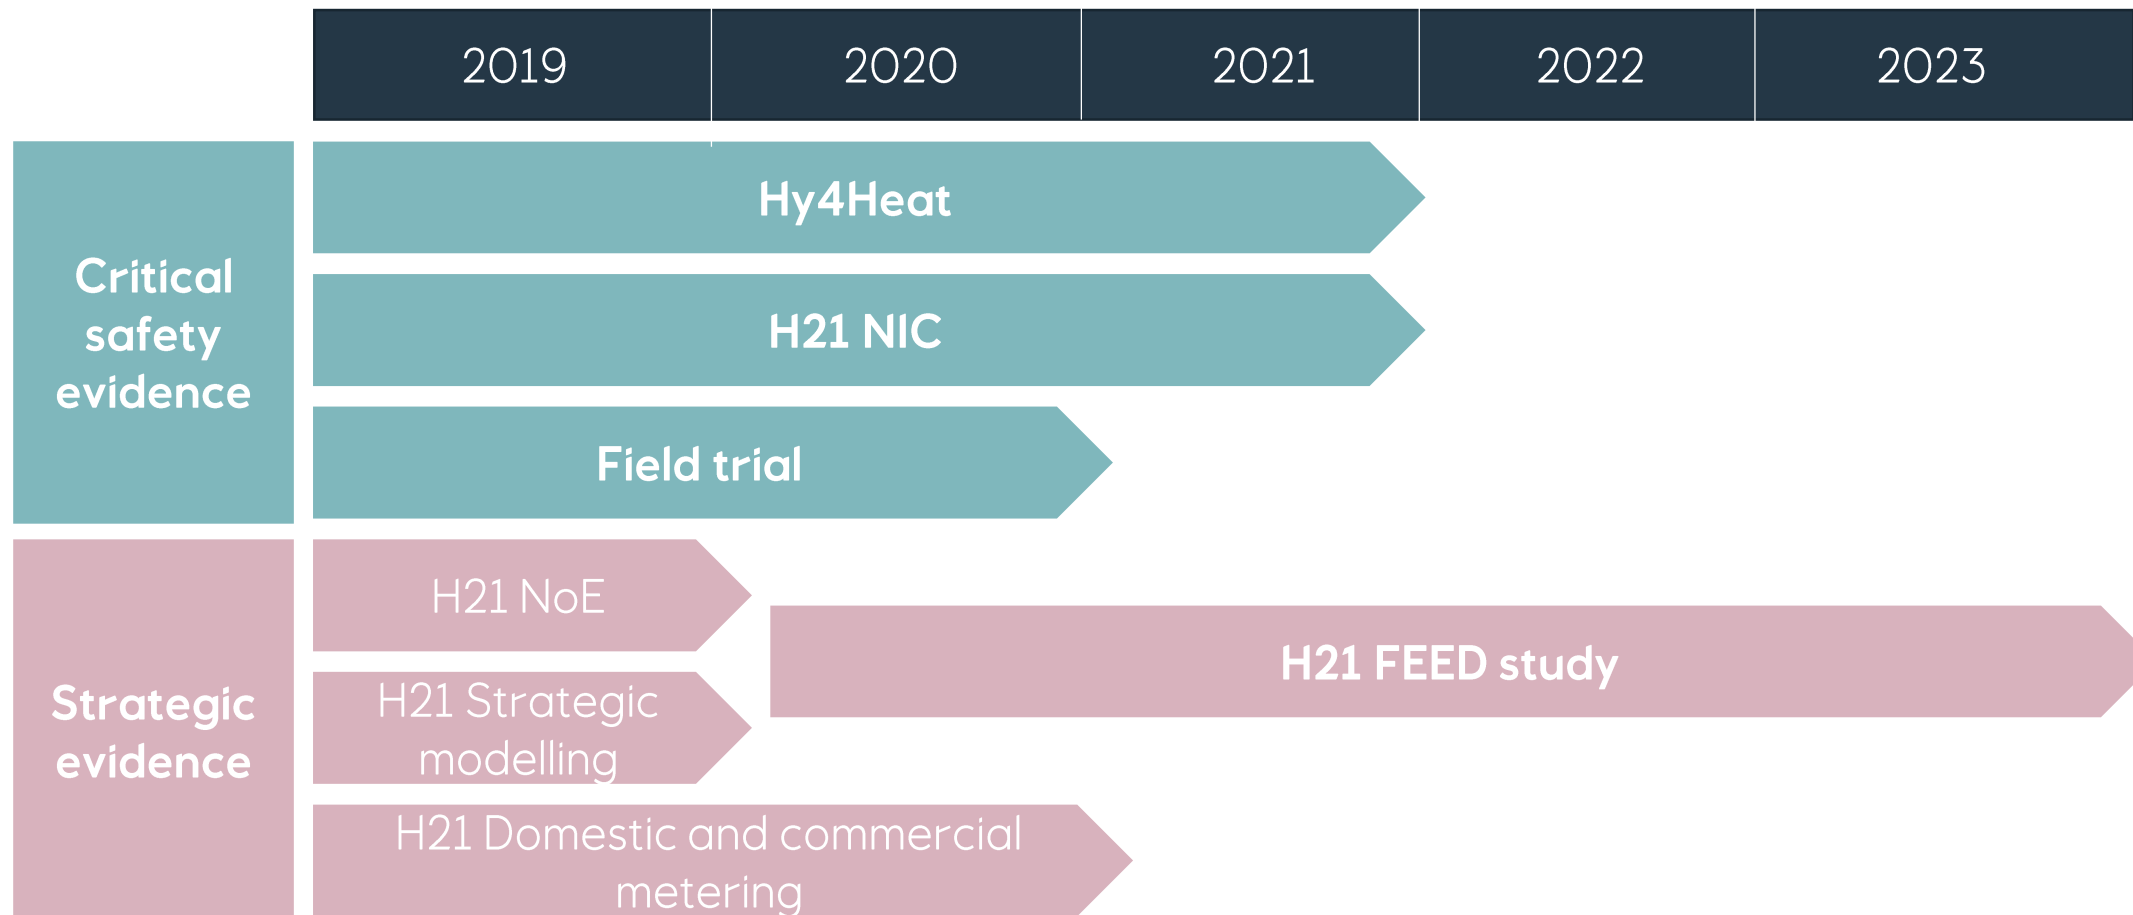 2019 2020 2021 2022 2023
Critical
safety
evidence
Hy4Heat
H21 NIC
Field trial
Strategic
evidence
H21 NoE
H21 FEED study
H21 Strategic
modelling
H21 Domestic and commercial
metering